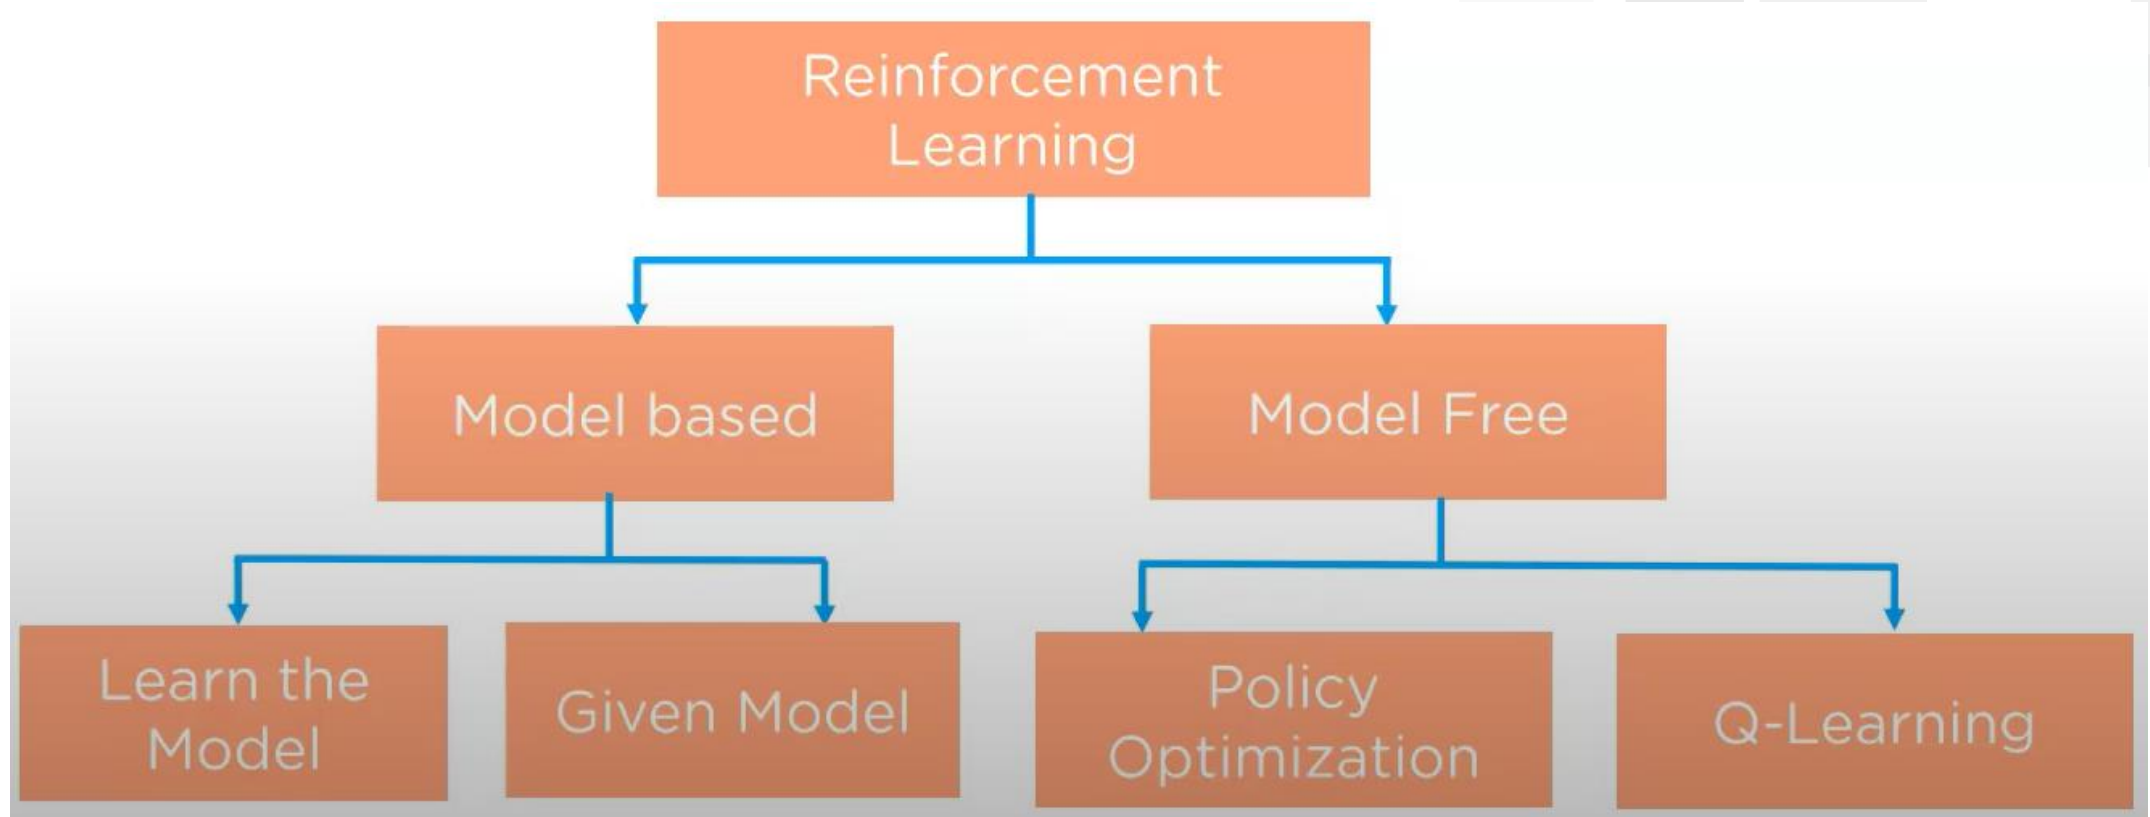 Reinforcement
Learning
Model based
Model Free
Learn the
Model
Given Model
Policy
Optimization
Q-Learning